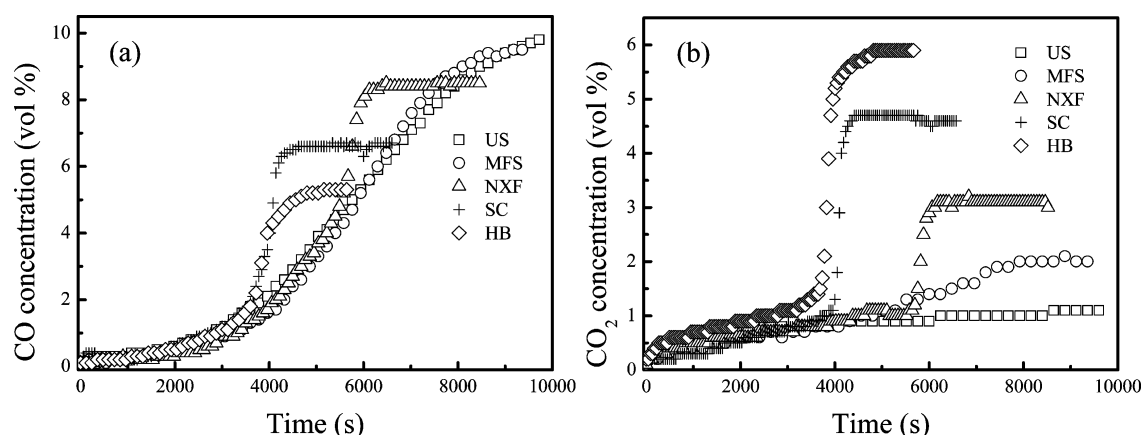 (a)
CO concentration (vol %)
10
8
6
4
2
0
US
MFS
NXF
SC
HB
0 2000 4000 6000 8000 10000
Time (s)
(b)
CO₂ concentration (vol %)
6
5
4
3
2
1
0
US
MFS
NXF
SC
HB
0 2000 4000 6000 8000 10000
Time (s)